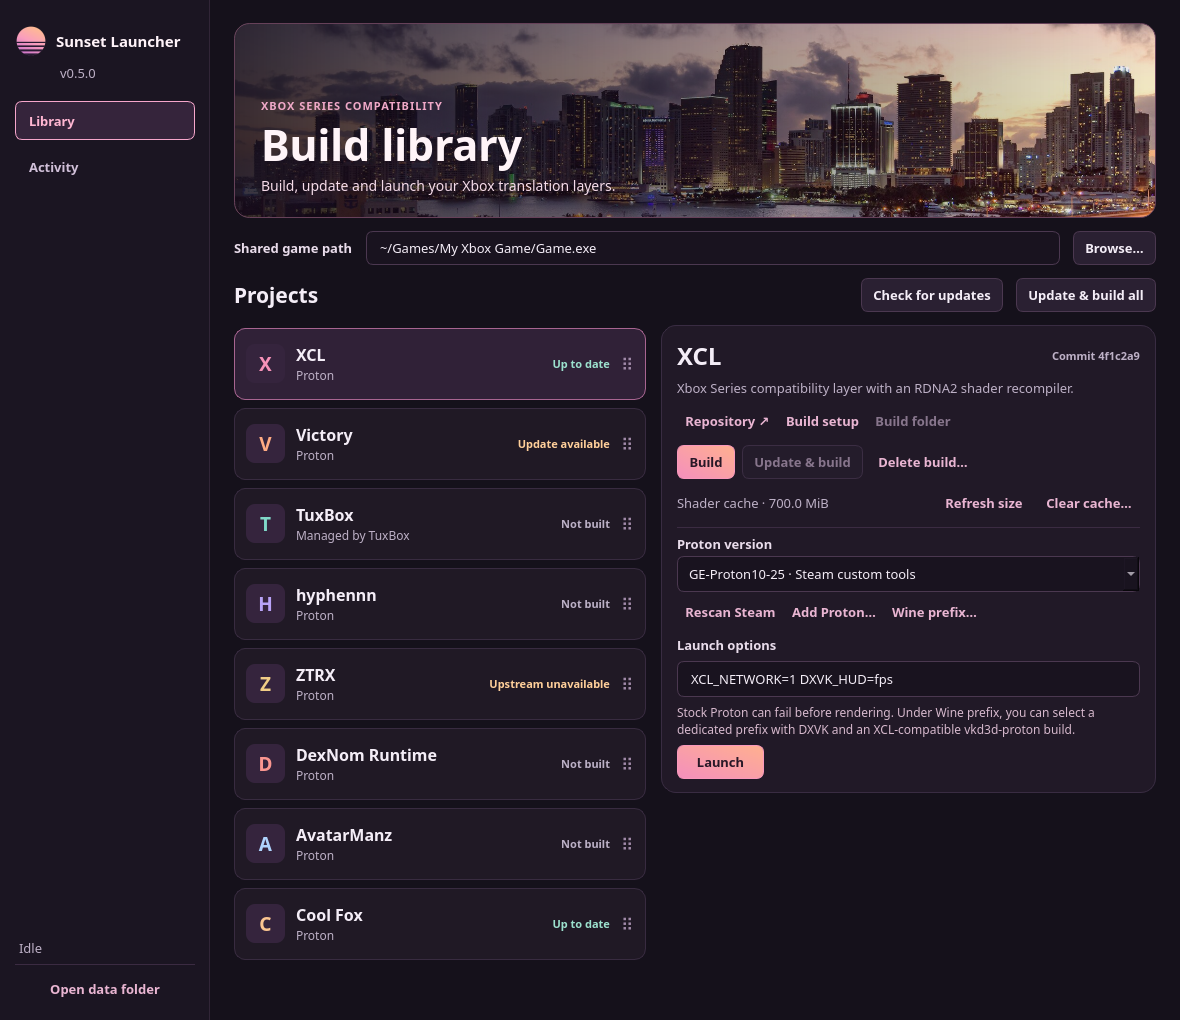 Sunset Launcher
v0.5.0
Library
Activity
Idle
Open data folder
XBOX SERIES COMPATIBILITY
Build library
Build, update and launch your Xbox translation layers.
Shared game path
~/Games/My Xbox Game/Game.exe
Browse...
Projects
Check for updates
Update & build all
X
XCL
Proton
Up to date
V
Victory
Proton
Update available
T
TuxBox
Managed by TuxBox
Not built
H
hyphennn
Proton
Not built
Z
ZTRX
Proton
Upstream unavailable
D
DexNom Runtime
Proton
Not built
A
AvatarManz
Proton
Not built
C
Cool Fox
Proton
Up to date
XCL
Commit 4f1c2a9
Xbox Series compatibility layer with an RDNA2 shader recompiler.
Repository ↗
Build setup
Build folder
Build
Update & build
Delete build...
Shader cache · 700.0 MiB
Refresh size
Clear cache...
Proton version
GE-Proton10-25 · Steam custom tools
Rescan Steam
Add Proton...
Wine prefix...
Launch options
XCL_NETWORK=1 DXVK_HUD=fps
Stock Proton can fail before rendering. Under Wine prefix, you can select a
dedicated prefix with DXVK and an XCL-compatible vkd3d-proton build.
Launch